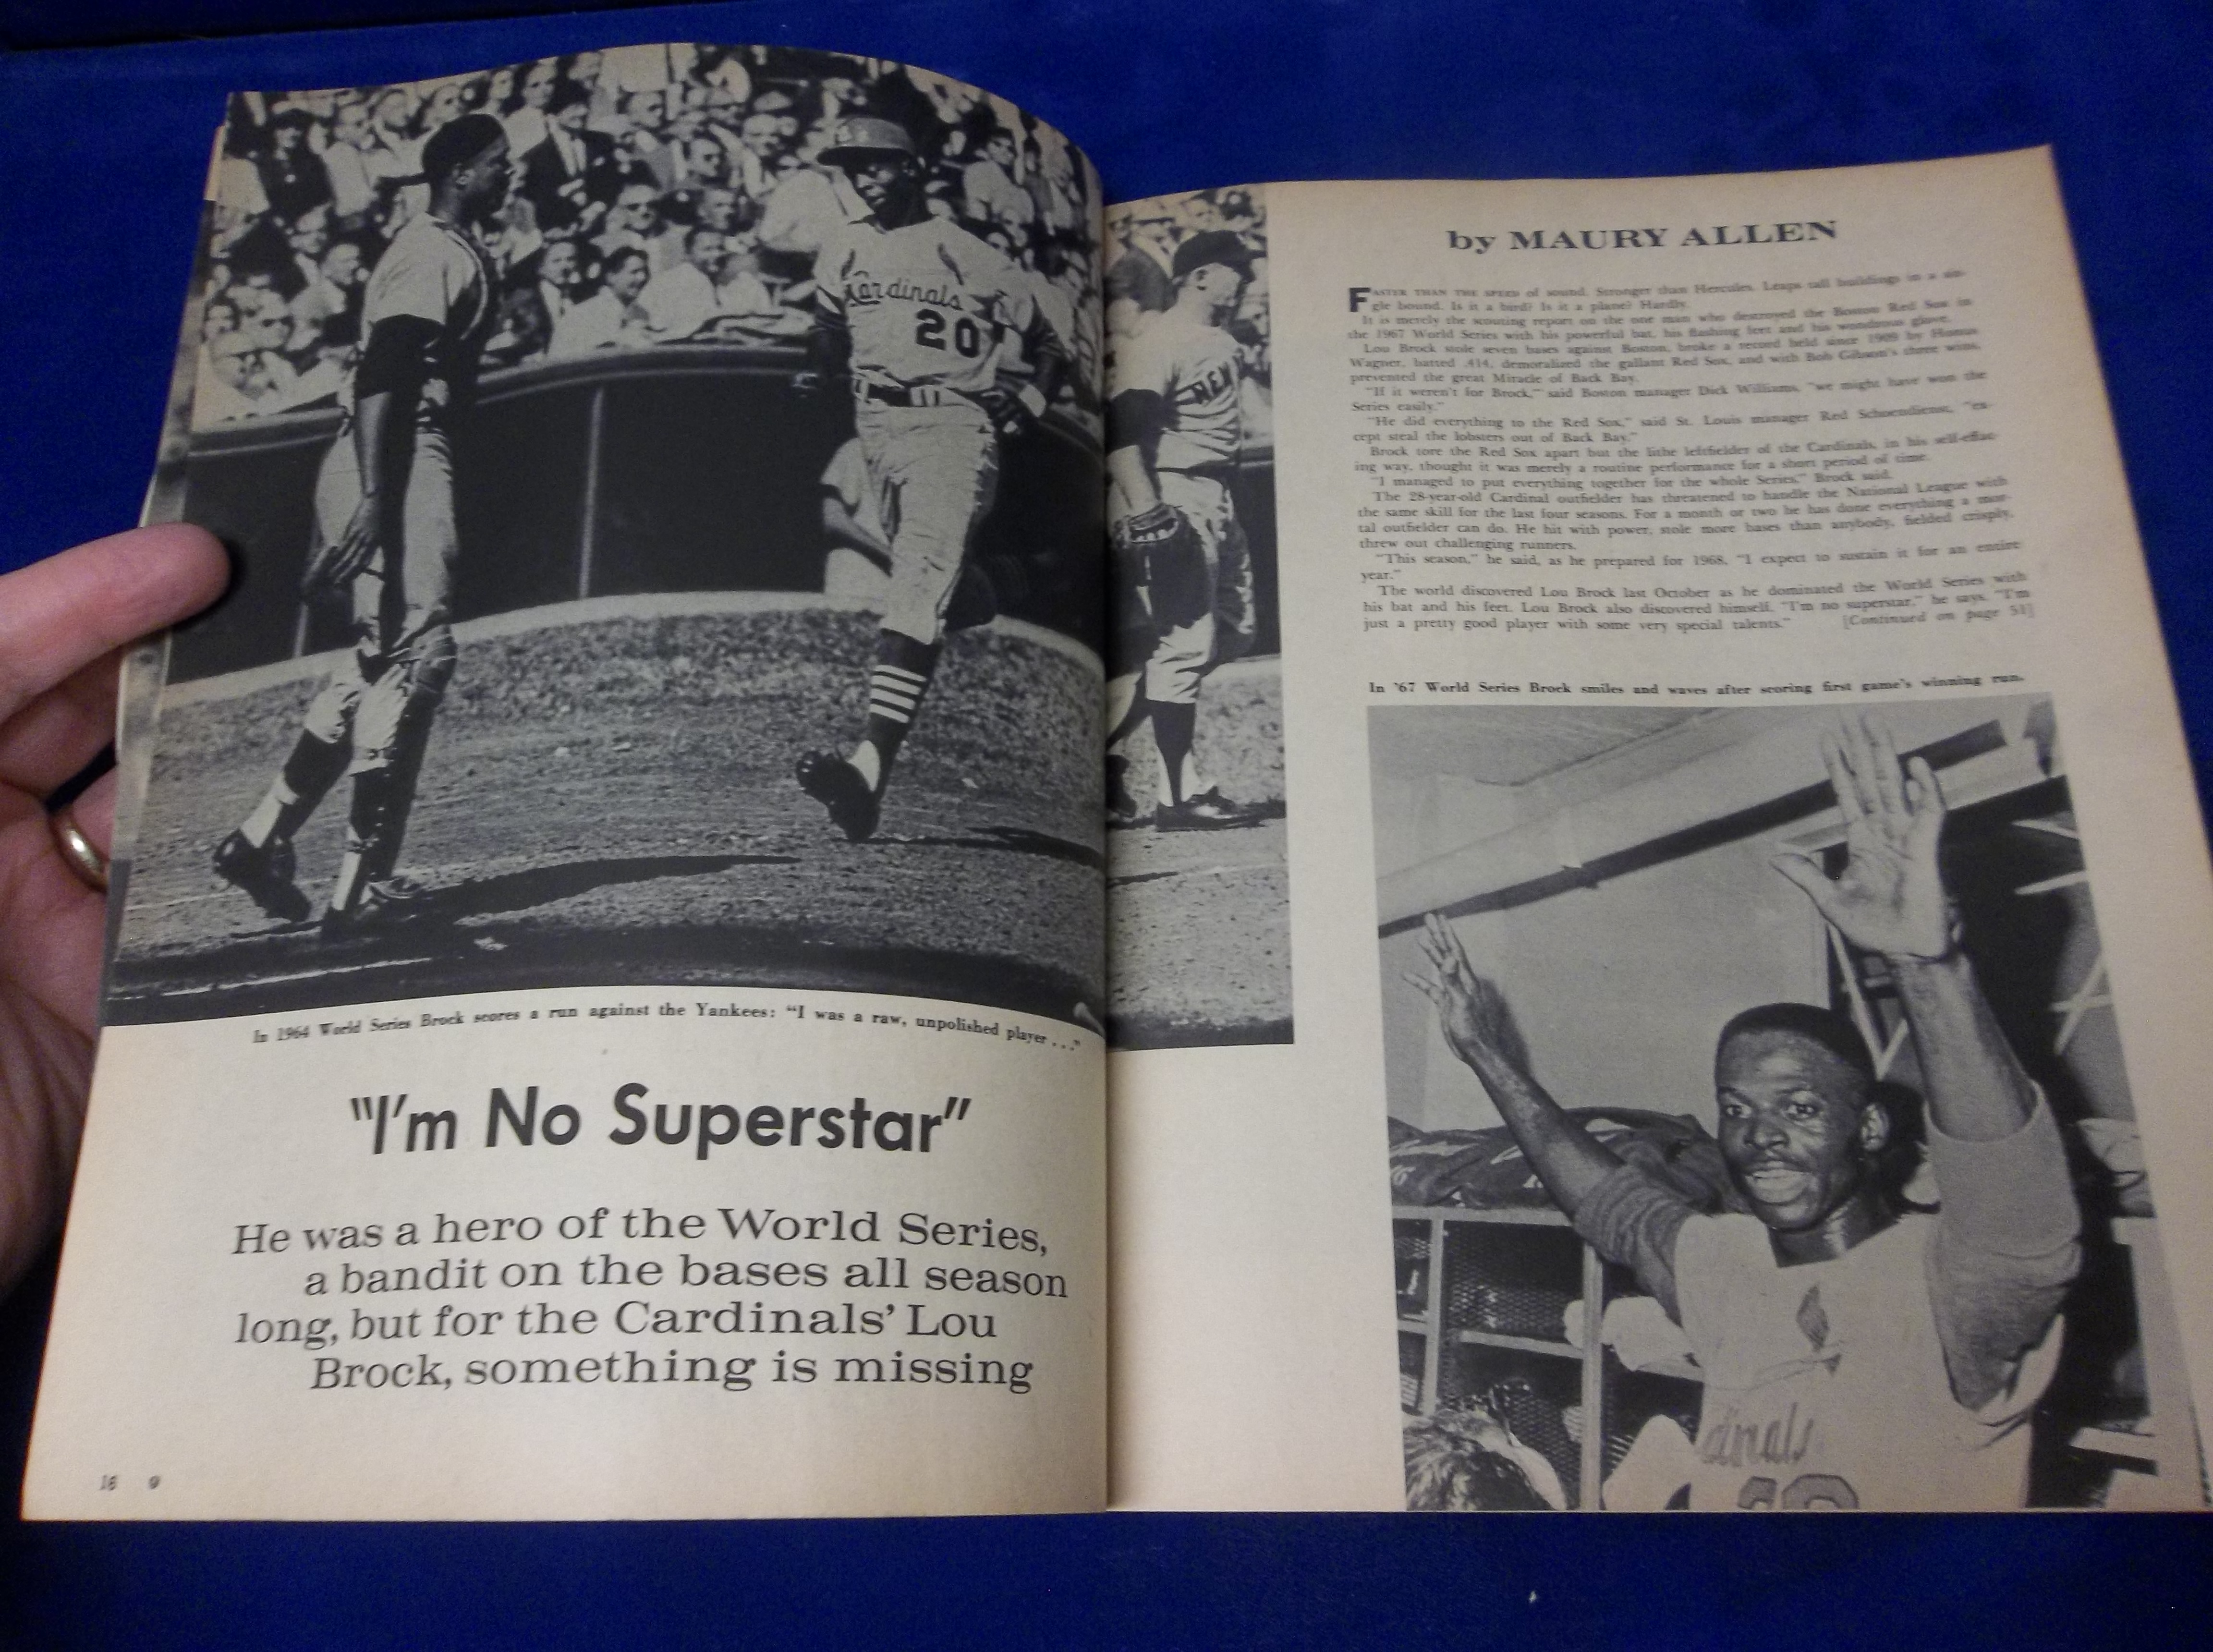 Cardinals
20
NEW
In 1964 World Series Brock scores a run against the Yankees: "I was a raw, unpolished player . . ."
"I'm No Superstar"
He was a hero of the World Series,
a bandit on the bases all season
long, but for the Cardinals' Lou
Brock, something is missing
by MAURY ALLEN
FASTER THAN THE SPEED of sound. Stronger than Hercules. Leaps tall buildings in a sin-
gle bound. Is it a bird? Is it a plane? Hardly.
It is merely the scouting report on the one man who destroyed the Boston Red Sox in
the 1967 World Series with his powerful bat, his flashing feet and his wondrous glove.
Lou Brock stole seven bases against Boston, broke a record held since 1909 by Honus
Wagner, batted .414, demoralized the gallant Red Sox, and with Bob Gibson's three wins,
prevented the great Miracle of Back Bay.
"If it weren't for Brock," said Boston manager Dick Williams, "we might have won the
Series easily."
"He did everything to the Red Sox," said St. Louis manager Red Schoendienst, "ex-
cept steal the lobsters out of Back Bay."
Brock tore the Red Sox apart but the lithe leftfielder of the Cardinals, in his self-effac-
ing way, thought it was merely a routine performance for a short period of time.
"I managed to put everything together for the whole Series," Brock said.
The 28-year-old Cardinal outfielder has threatened to handle the National League with
the same skill for the last four seasons. For a month or two he has done everything a mor-
tal outfielder can do. He hit with power, stole more bases than anybody, fielded crisply,
threw out challenging runners.
"This season," he said, as he prepared for 1968, "I expect to sustain it for an entire
year."
The world discovered Lou Brock last October as he dominated the World Series with
his bat and his feet. Lou Brock also discovered himself. "I'm no superstar," he says. "I'm
just a pretty good player with some very special talents." [Continued on page 51]
In '67 World Series Brock smiles and waves after scoring first game's winning run.
dinals